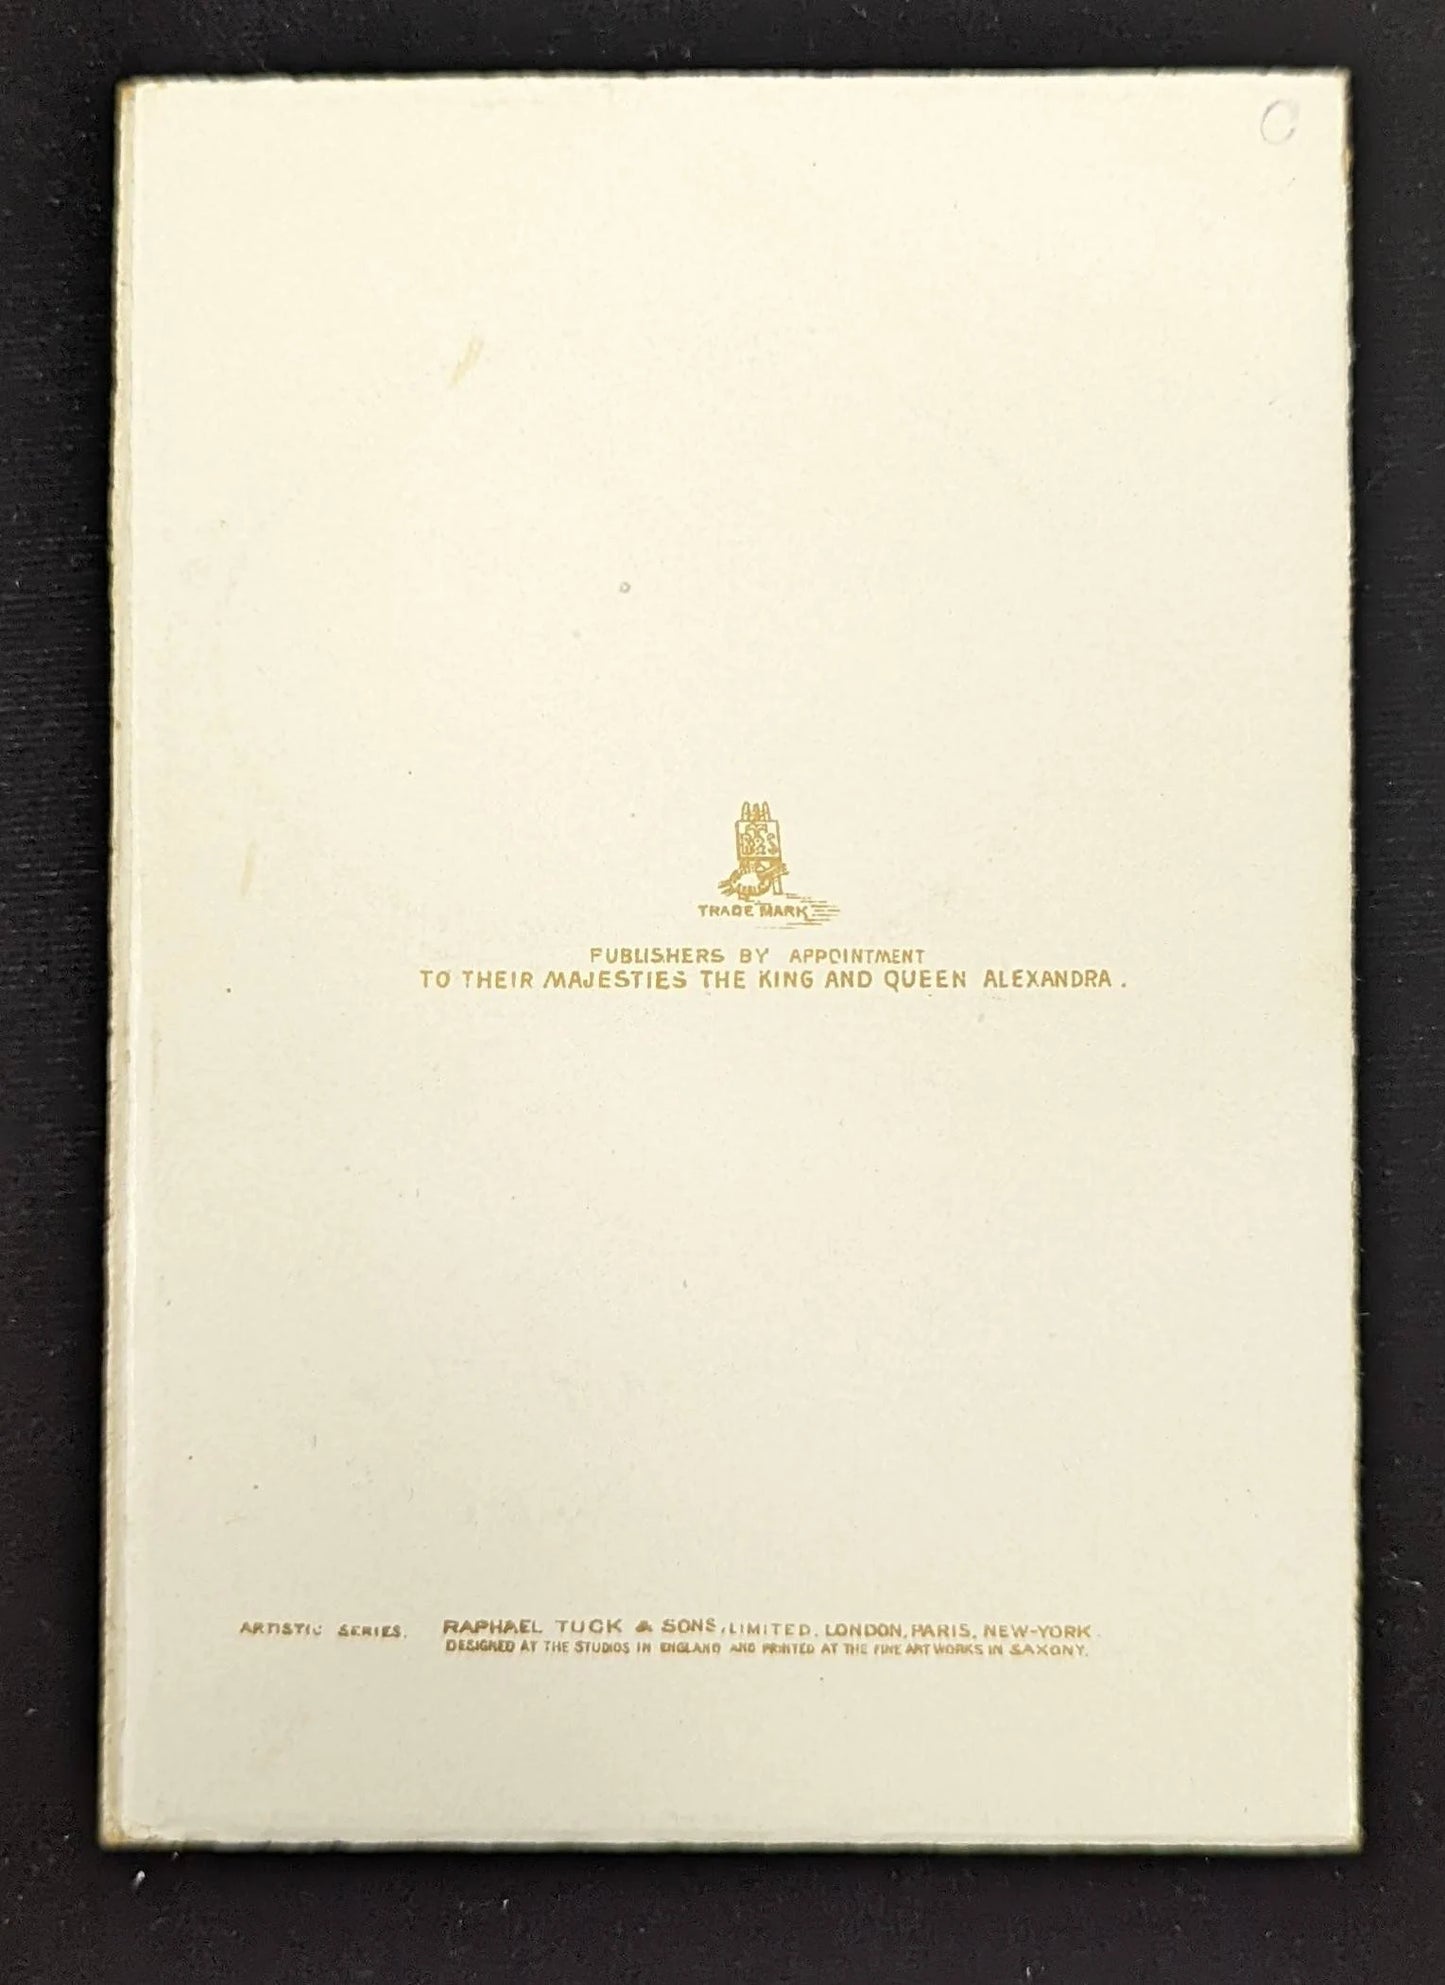 R T
& S
TRADE MARK
PUBLISHERS BY APPOINTMENT
TO THEIR MAJESTIES THE KING AND QUEEN ALEXANDRA .
ARTISTIC SERIES. RAPHAEL TUCK & SONS, LIMITED. LONDON, PARIS, NEW-YORK.
DESIGNED AT THE STUDIOS IN ENGLAND AND PRINTED AT THE FINE ART WORKS IN SAXONY.